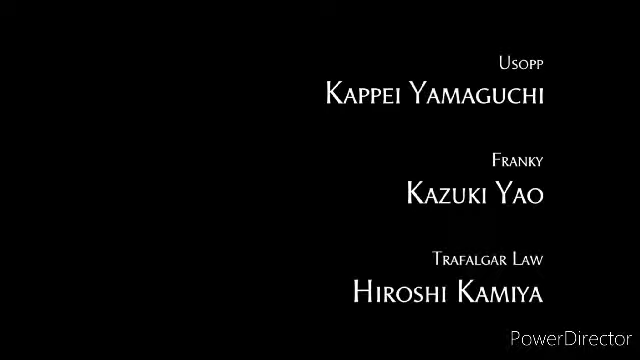 Usopp
Kappei Yamaguchi
Franky
Kazuki Yao
Trafalgar Law
Hiroshi Kamiya
PowerDirector